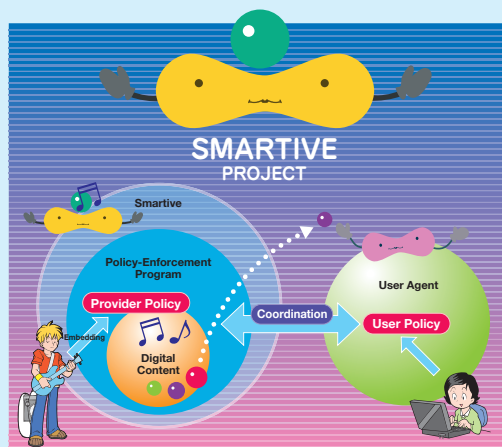 SMARTIVE
PROJECT
Smartive
Policy-Enforcement
Program
Provider Policy
Embedding
Digital
Content
Coordination
User Agent
User Policy